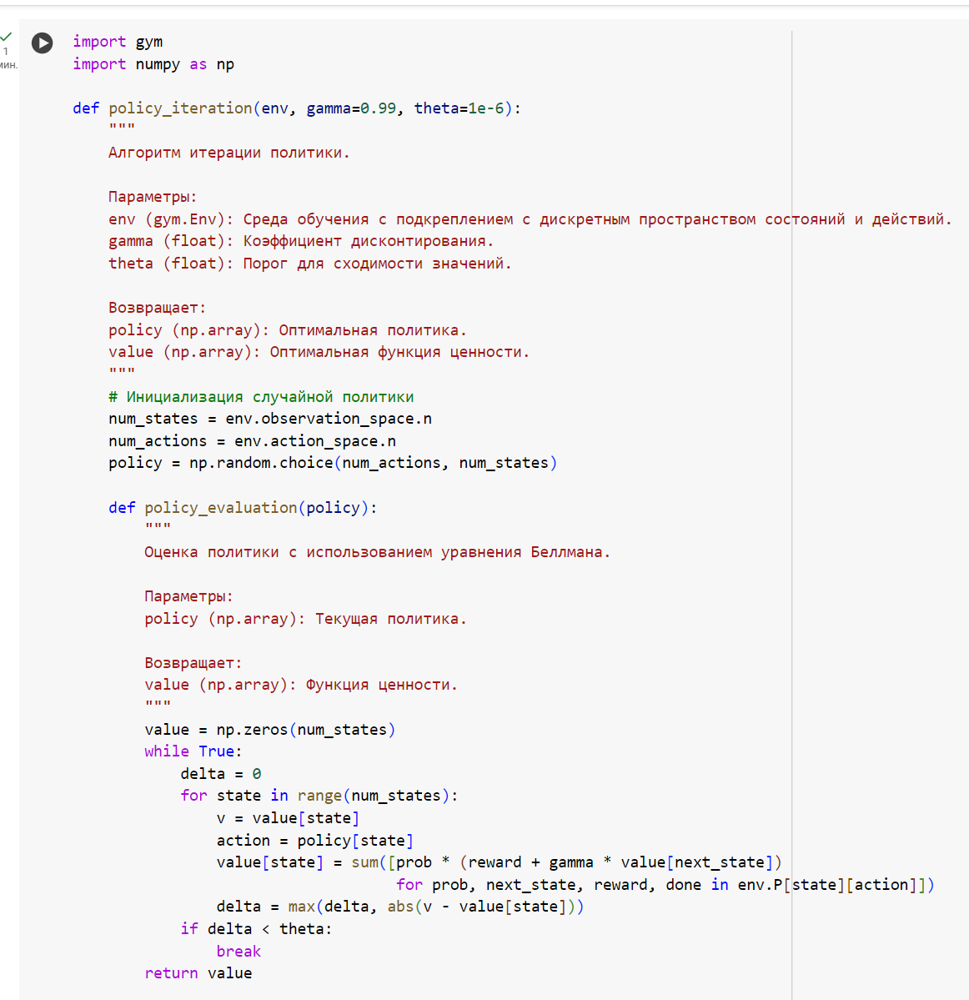 import gym
1
import numpy as np
мин.
def policy_iteration(env, gamma=0.99, theta=1e-6):
"""
Алгоритм итерации политики.
Параметры:
env (gym.Env): Среда обучения с подкреплением с дискретным пространством состояний и действий.
gamma (float): Коэффициент дисконтирования.
theta (float): Порог для сходимости значений.
Возвращает:
policy (np.array): Оптимальная политика.
value (np.array): Оптимальная функция ценности.
"""
# Инициализация случайной политики
num_states = env.observation_space.n
num_actions = env.action_space.n
policy = np.random.choice(num_actions, num_states)
def policy_evaluation(policy):
"""
Оценка политики с использованием уравнения Беллмана.
Параметры:
policy (np.array): Текущая политика.
Возвращает:
value (np.array): Функция ценности.
"""
value = np.zeros(num_states)
while True:
delta = 0
for state in range(num_states):
v = value[state]
action = policy[state]
value[state] = sum([prob * (reward + gamma * value[next_state])
for prob, next_state, reward, done in env.P[state][action]])
delta = max(delta, abs(v - value[state]))
if delta < theta:
break
return value